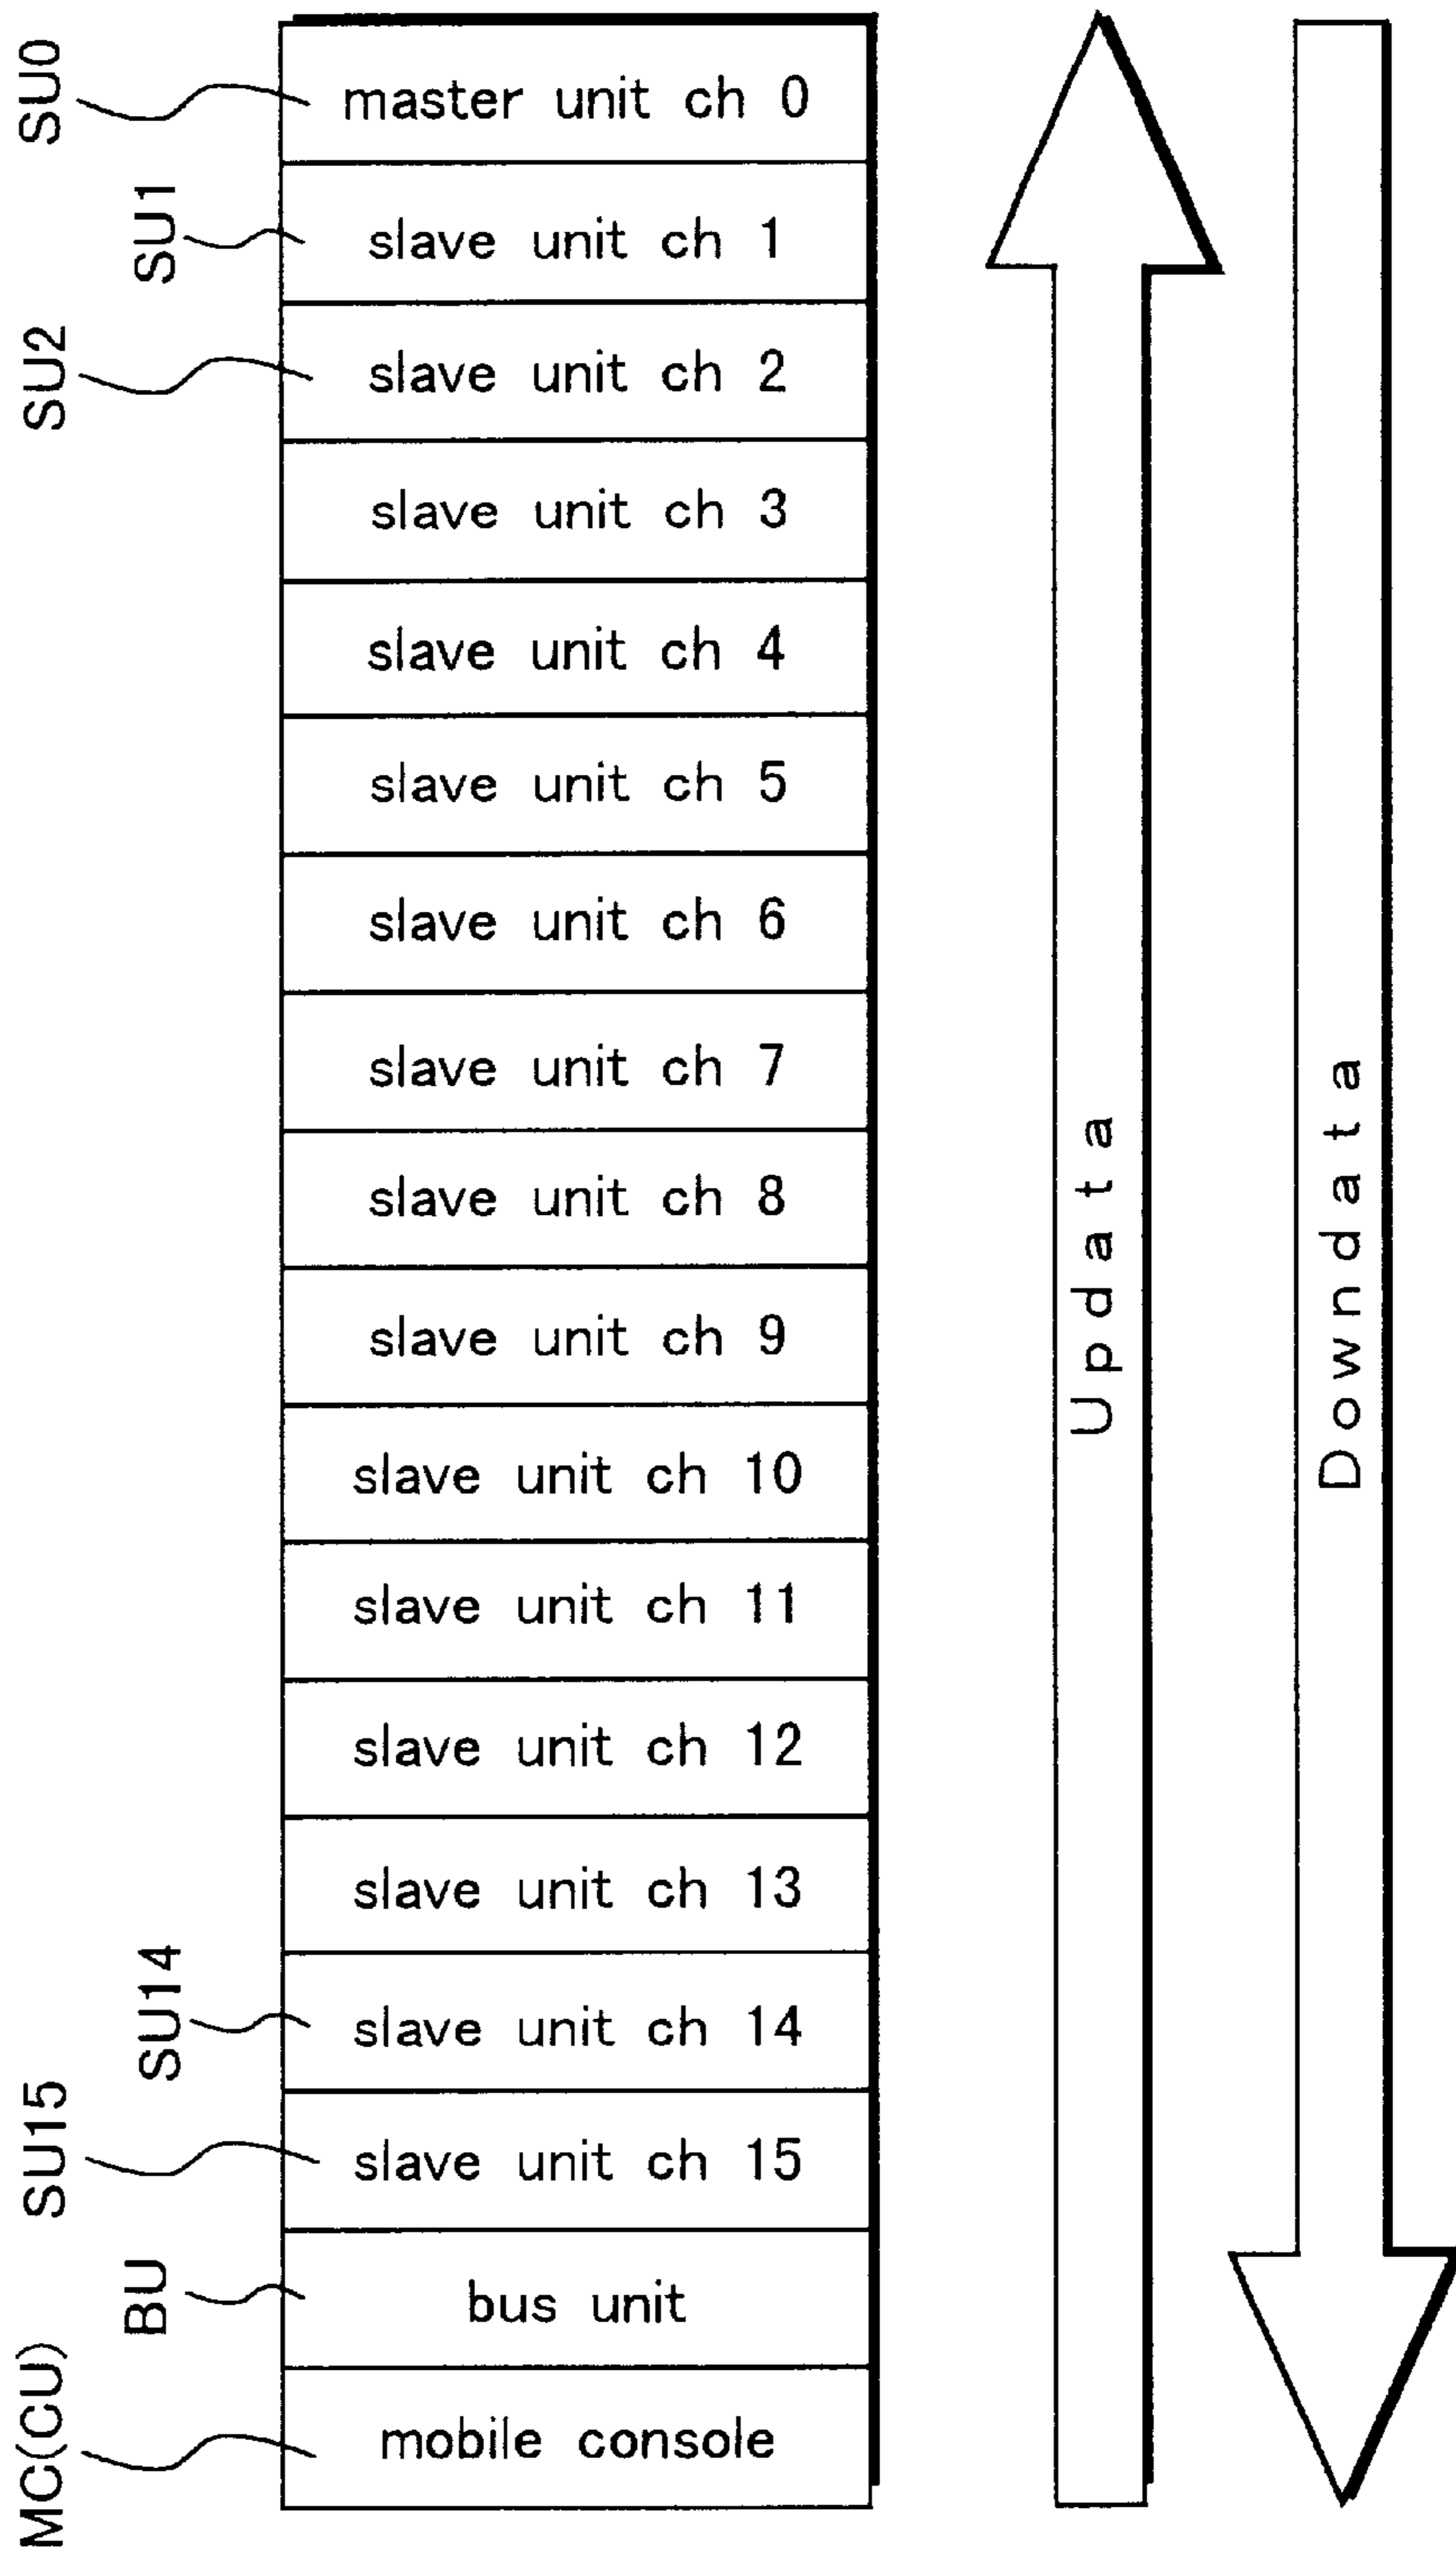 SU0
master unit ch 0
SU1
slave unit ch 1
SU2
slave unit ch 2
slave unit ch 3
slave unit ch 4
slave unit ch 5
slave unit ch 6
slave unit ch 7
slave unit ch 8
slave unit ch 9
slave unit ch 10
slave unit ch 11
slave unit ch 12
slave unit ch 13
SU14
slave unit ch 14
SU15
slave unit ch 15
BU
bus unit
MC(CU)
mobile console
Updata
Downdata